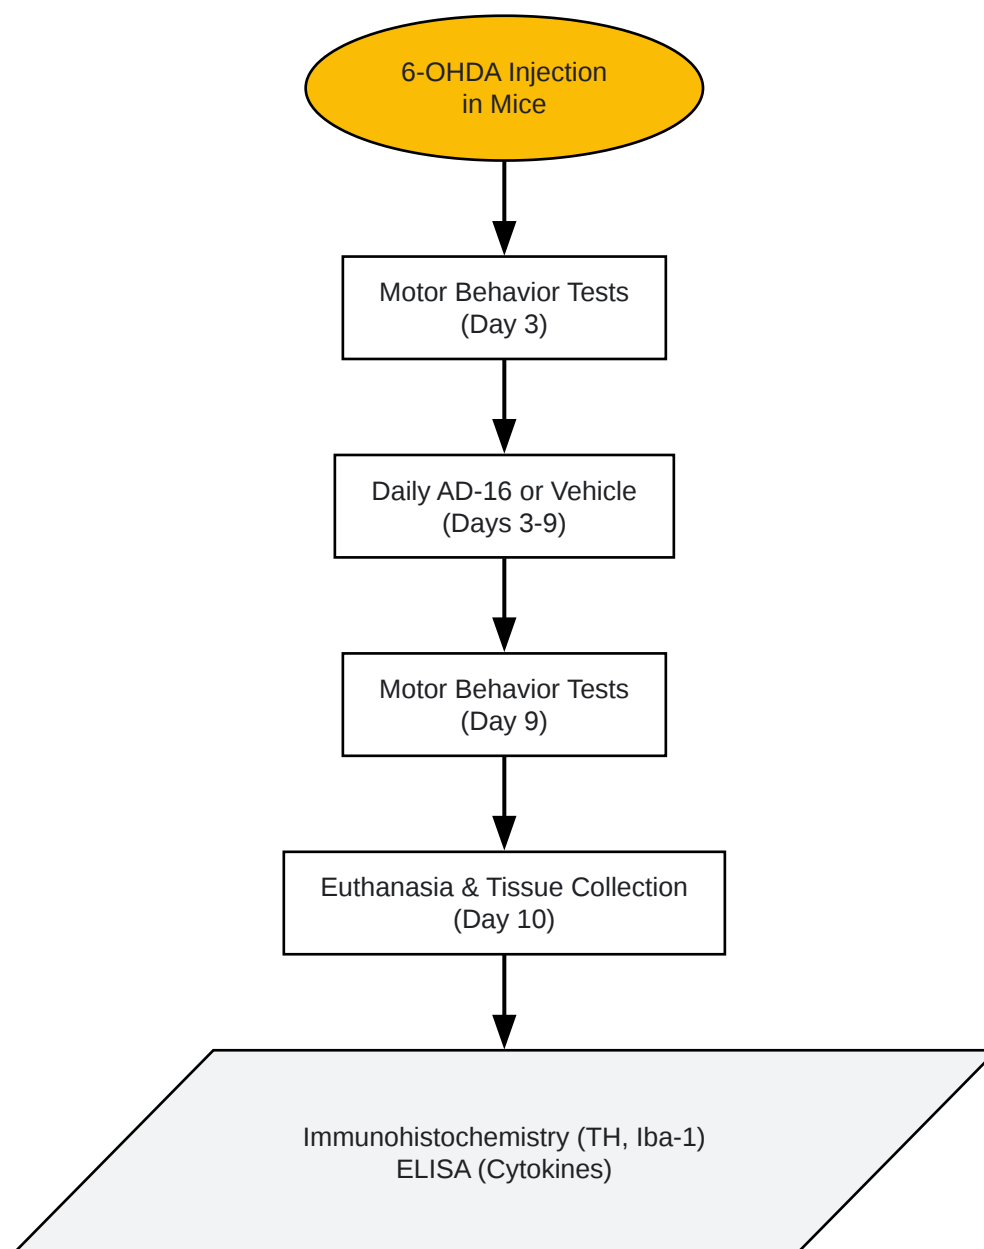 6-OHDA Injection
in Mice
Motor Behavior Tests
(Day 3)
Daily AD-16 or Vehicle
(Days 3-9)
Motor Behavior Tests
(Day 9)
Euthanasia & Tissue Collection
(Day 10)
Immunohistochemistry (TH, Iba-1)
ELISA (Cytokines)